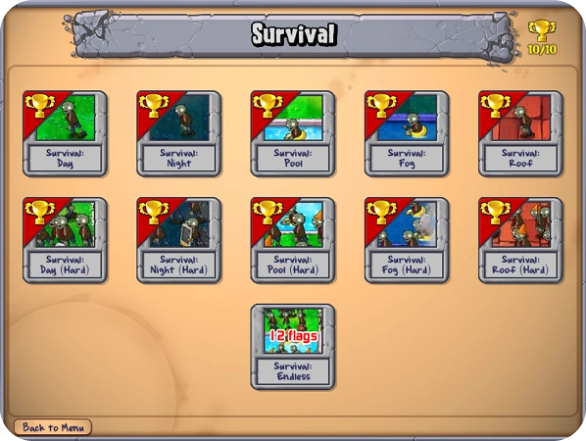 Survival
10/10
Survival:
Day
Survival:
Night
Survival:
Pool
Survival:
Fog
Survival:
Roof
Survival:
Day (Hard)
Survival:
Night (Hard)
Survival:
Pool (Hard)
Survival:
Fog (Hard)
Survival:
Roof (Hard)
12 flags
Survival:
Endless
Back to Menu